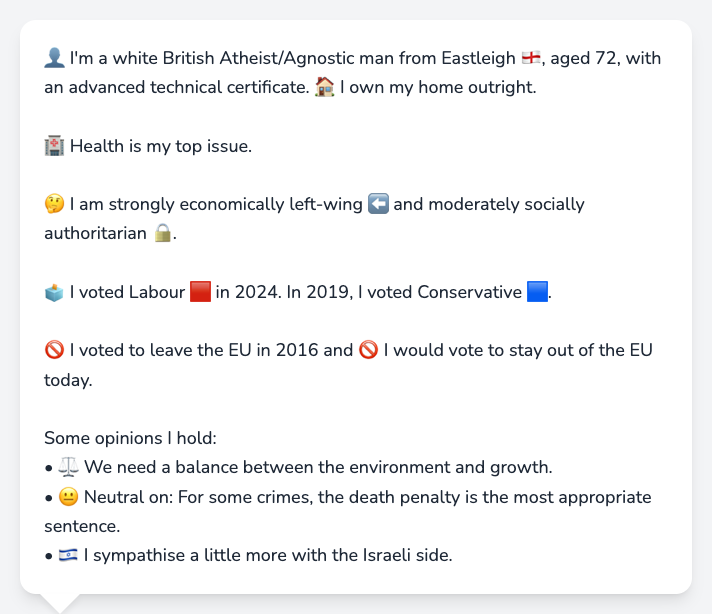 👤 I'm a white British Atheist/Agnostic man from Eastleigh 🏴󠁧󠁢󠁥󠁮󠁧󠁿, aged 72, with
an advanced technical certificate. 🏠 I own my home outright.
🏥 Health is my top issue.
🤔 I am strongly economically left-wing ⬅️ and moderately socially
authoritarian 🔒.
🗳️ I voted Labour 🟥 in 2024. In 2019, I voted Conservative 🟦.
🚫 I voted to leave the EU in 2016 and 🚫 I would vote to stay out of the EU
today.
Some opinions I hold:
• ⚖️ We need a balance between the environment and growth.
• 😐 Neutral on: For some crimes, the death penalty is the most appropriate
sentence.
• 🇮🇱 I sympathise a little more with the Israeli side.